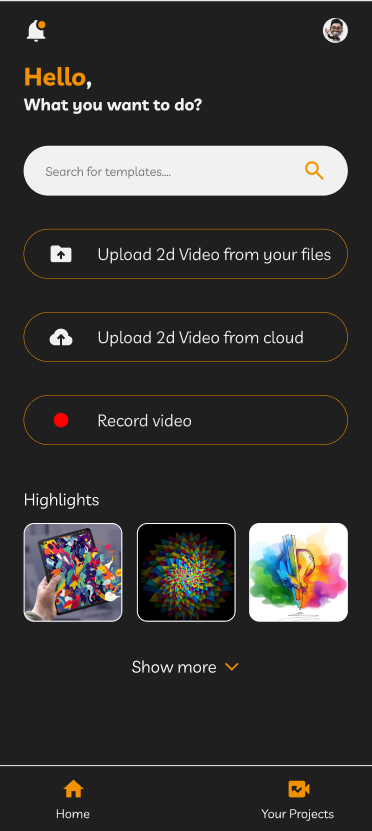 Hello,
What you want to do?
Search for templates....
Upload 2d Video from your files
Upload 2d Video from cloud
Record video
Highlights
Show more
Home
Your Projects